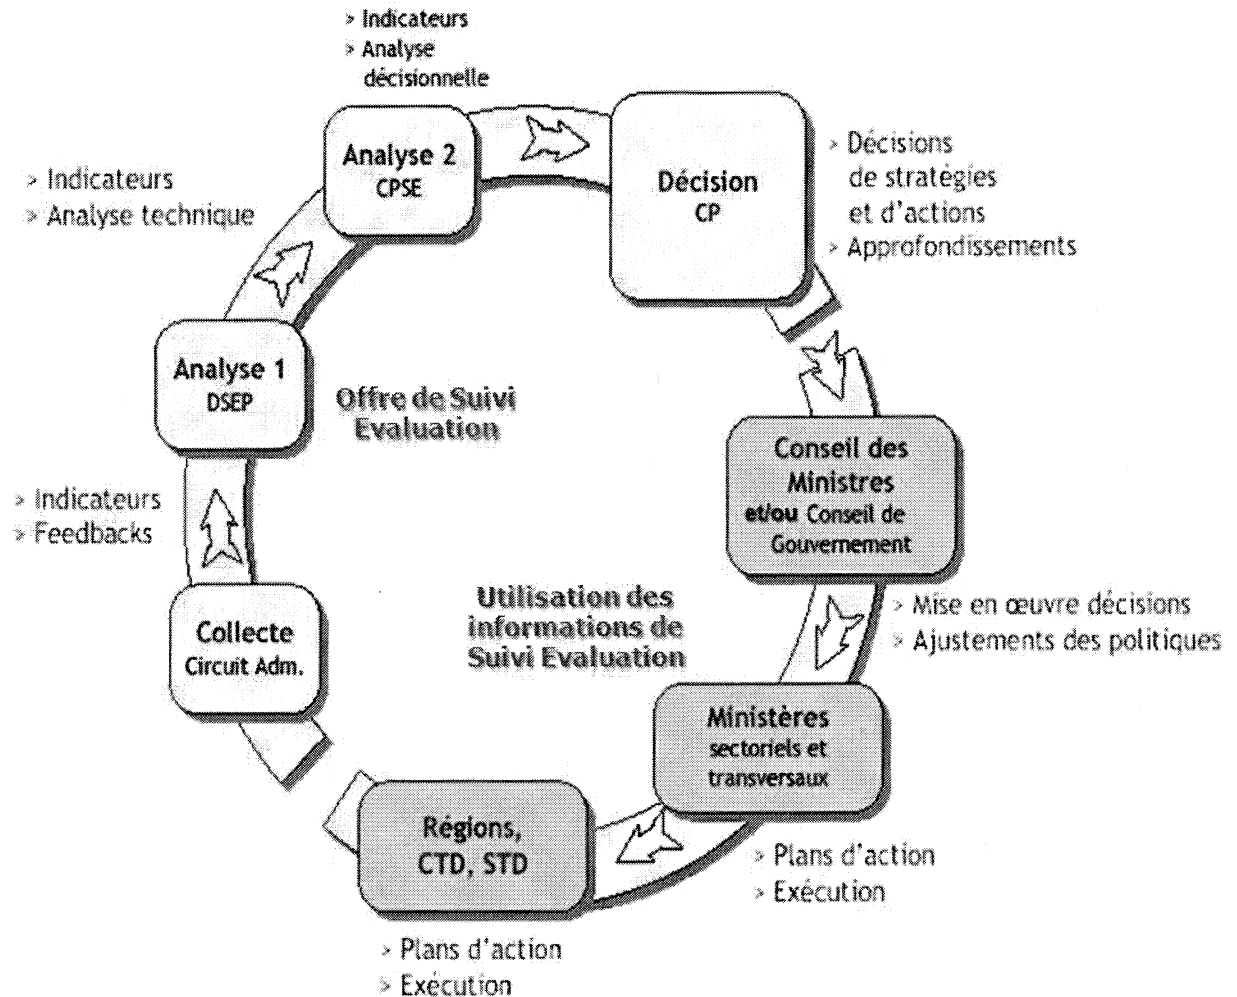 > Indicateurs
> Analyse
décisionnelle
Analyse 2
CPSE
Décision
CP
> Décisions
de stratégies
et d'actions
> Approfondissements
> Indicateurs
> Analyse technique
Analyse 1
DSEP
Offre de Suivi
Evaluation
Conseil des
Ministres
et/ou Conseil de
Gouvernement
> Indicateurs
> Feedbacks
Collecte
Circuit Adm.
Utilisation des
informations de
Suivi Evaluation
> Mise en œuvre décisions
> Ajustements des politiques
Ministères
sectoriels et
transversaux
Régions,
CTD, STD
> Plans d'action
> Exécution
> Plans d'action
> Exécution